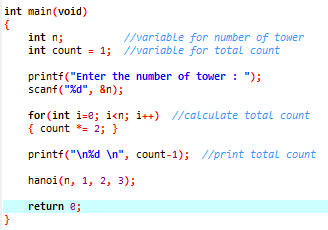 int main(void)
{
int n; //variable for number of tower
int count = 1; //variable for total count
printf("Enter the number of tower : ");
scanf("%d", &n);
for(int i=0; i<n; i++) //calculate total count
{ count *= 2; }
printf("\n%d \n", count-1); //print total count
hanoi(n, 1, 2, 3);
return 0;
}